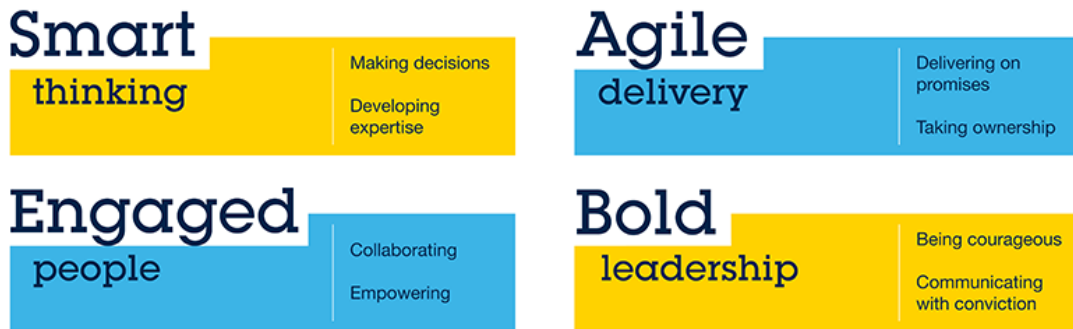 Smart
thinking
Making decisions
Developing
expertise
Agile
delivery
Delivering on
promises
Taking ownership
Engaged
people
Collaborating
Empowering
Bold
leadership
Being courageous
Communicating
with conviction